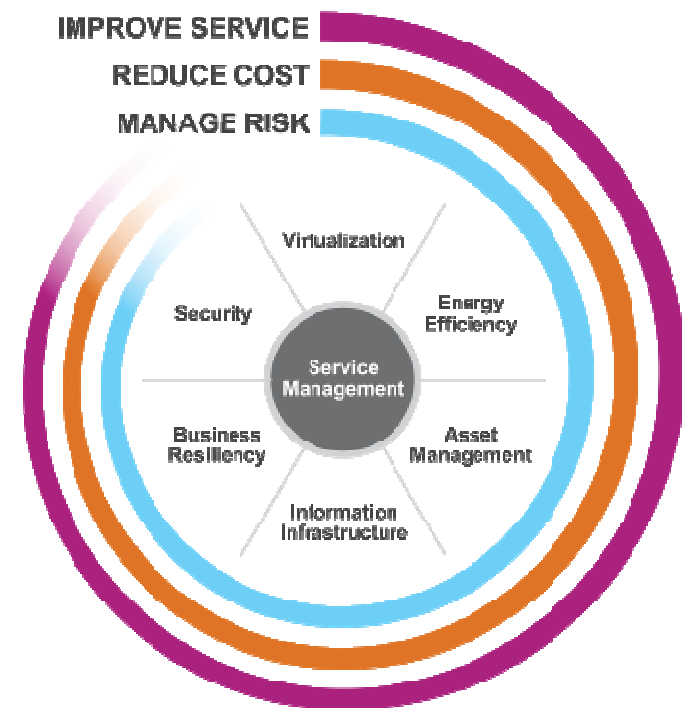 IMPROVE SERVICE
REDUCE COST
MANAGE RISK
Virtualization
Security
Energy
Efficiency
Service
Management
Business
Resiliency
Asset
Management
Information
Infrastructure